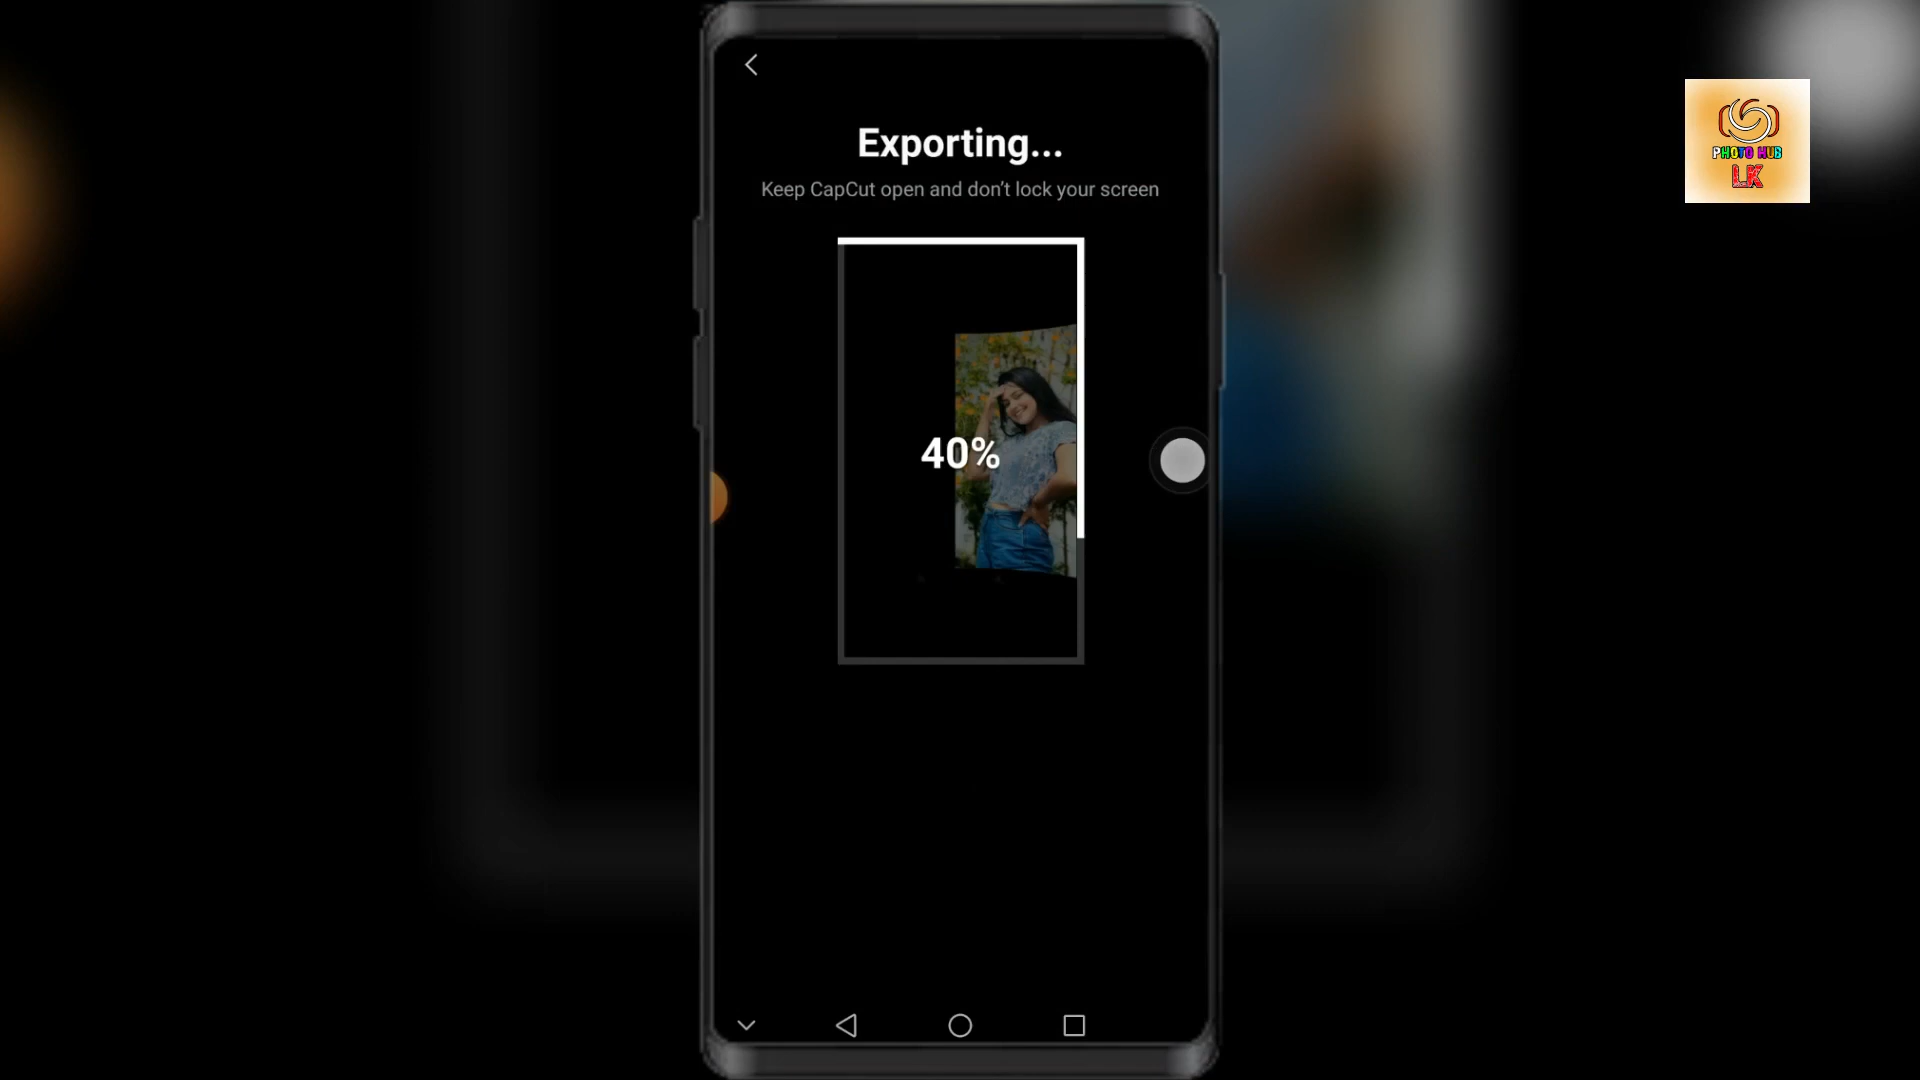 Exporting...
Keep CapCut open and don't lock your screen
40%
PHOTO HUB
LK